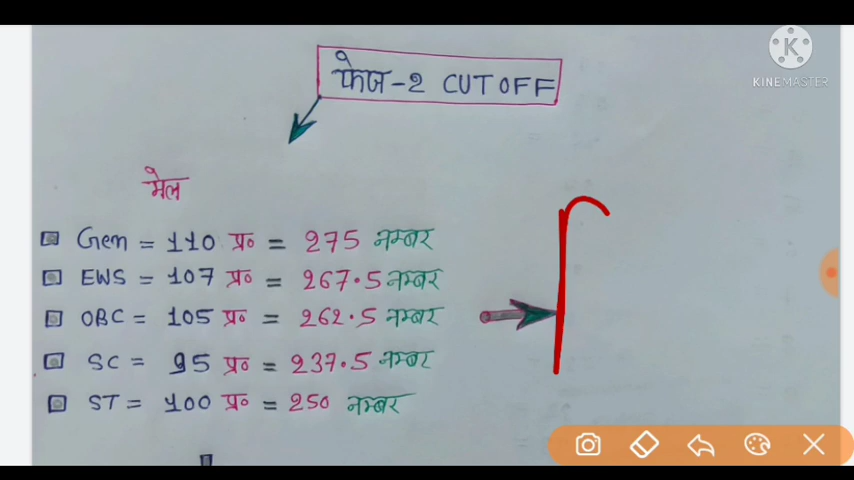 फेज-2 CUTOFF
KINEMASTER
मेल
Gen = 110 प्र० = 275 नम्बर
EWS = 107 प्र० = 267.5 नम्बर
OBC = 105 प्र० = 262.5 नम्बर
SC = 95 प्र० = 237.5 नम्बर
ST = 100 प्र० = 250 नम्बर